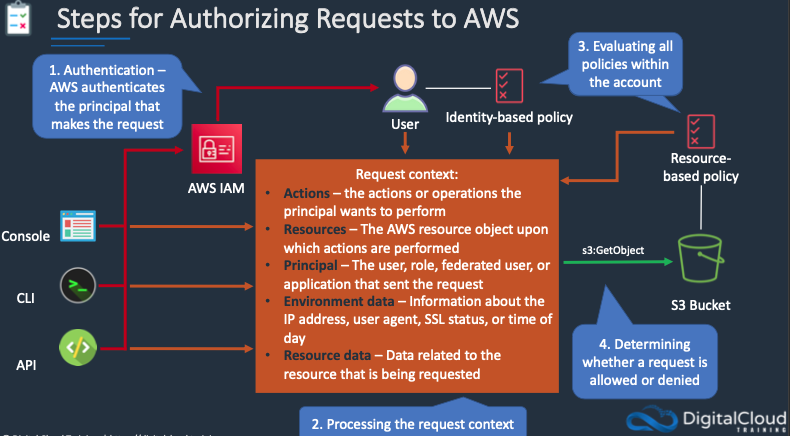 Steps for Authorizing Requests to AWS
1. Authentication –
AWS authenticates
the principal that
makes the request
3. Evaluating all
policies within
the account
User
Identity-based policy
AWS IAM
Resource-
based policy
Console
CLI
API
Request context:
• Actions – the actions or operations the
principal wants to perform
• Resources – The AWS resource object upon
which actions are performed
• Principal – The user, role, federated user, or
application that sent the request
• Environment data – Information about the
IP address, user agent, SSL status, or time of
day
• Resource data – Data related to the
resource that is being requested
s3:GetObject
S3 Bucket
4. Determining
whether a request is
allowed or denied
2. Processing the request context
DigitalCloud
TRAINING